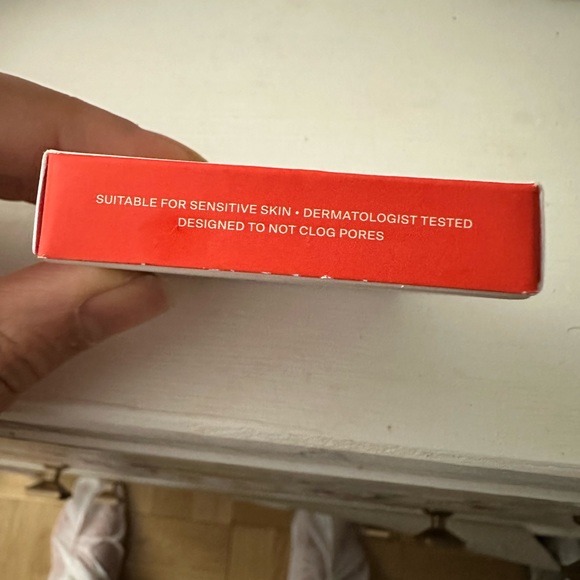 SUITABLE FOR SENSITIVE SKIN • DERMATOLOGIST TESTED
DESIGNED TO NOT CLOG PORES